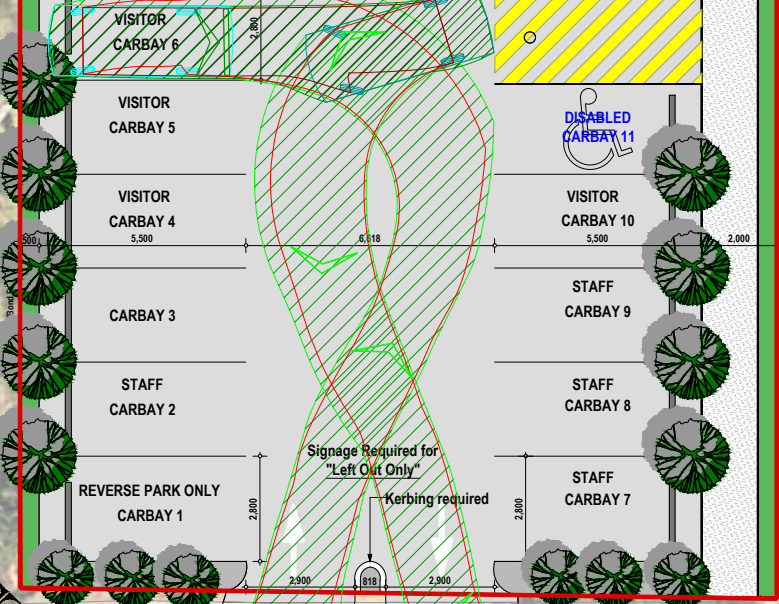 VISITOR
CARBAY 6
2,800
VISITOR
CARBAY 5
DISABLED
CARBAY 11
VISITOR
CARBAY 4
VISITOR
CARBAY 10
500
5,500
6,618
5,500
2,000
CARBAY 3
STAFF
CARBAY 9
STAFF
CARBAY 2
STAFF
CARBAY 8
Signage Required for
"Left Out Only"
REVERSE PARK ONLY
CARBAY 1
2,800
Kerbing required
2,800
STAFF
CARBAY 7
2,900
818
2,900